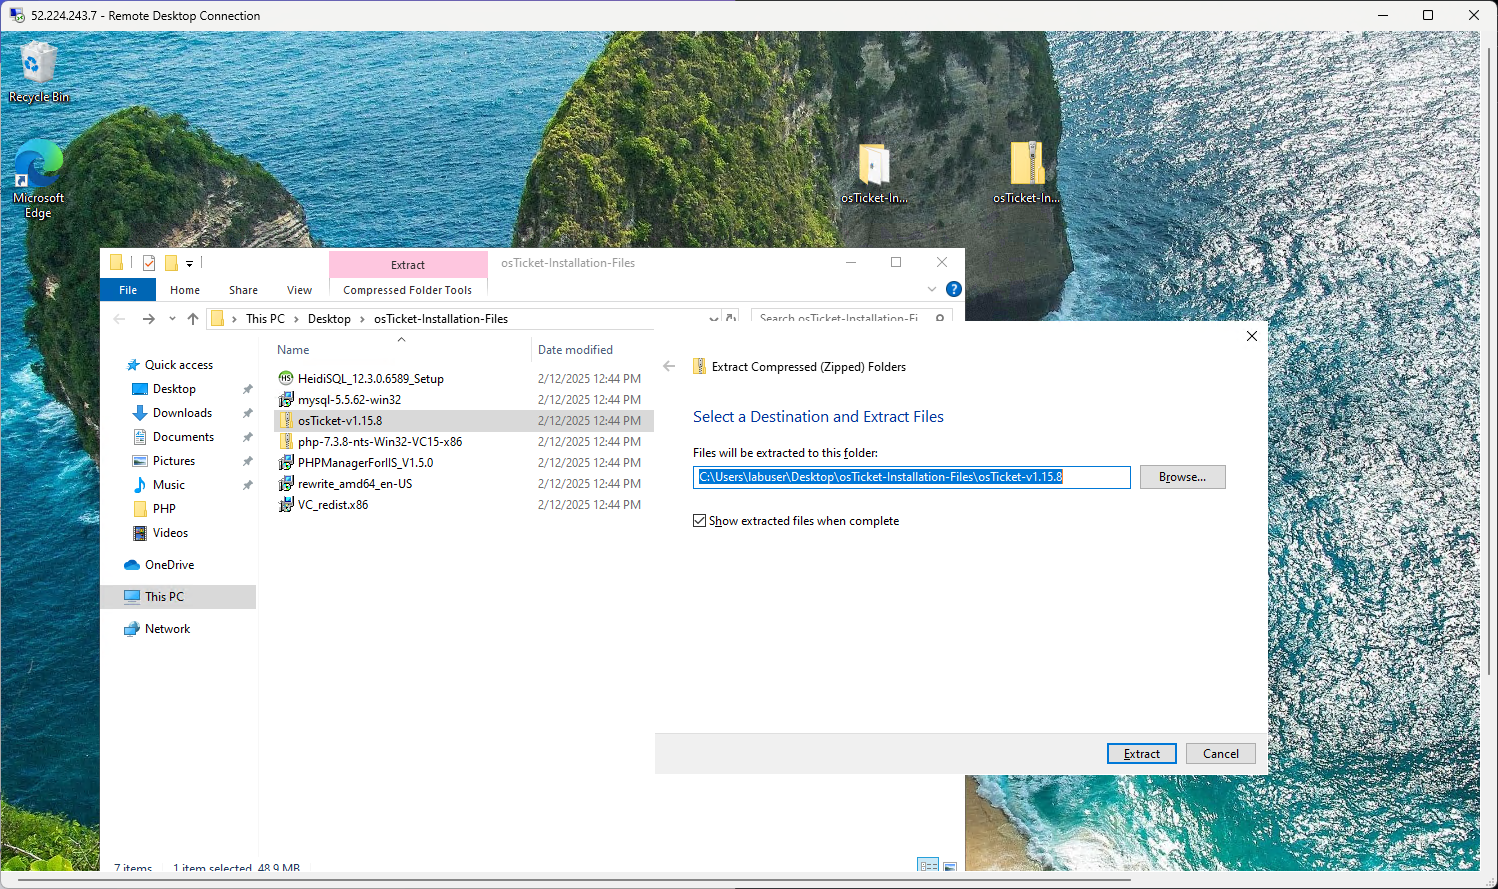 52.224.243.7 - Remote Desktop Connection
Recycle Bin
Microsoft
Edge
osTicket-In...
osTicket-In...
Extract
osTicket-Installation-Files
File
Home
Share
View
Compressed Folder Tools
This PC
Desktop
osTicket-Installation-Files
Search osTicket-Installation-Fi
Name
Date modified
Quick access
Desktop
Downloads
Documents
Pictures
Music
PHP
Videos
OneDrive
This PC
Network
HeidiSQL_12.3.0.6589_Setup 2/12/2025 12:44 PM
mysql-5.5.62-win32 2/12/2025 12:44 PM
osTicket-v1.15.8 2/12/2025 12:44 PM
php-7.3.8-nts-Win32-VC15-x86 2/12/2025 12:44 PM
PHPManagerForIIS_V1.5.0 2/12/2025 12:44 PM
rewrite_amd64_en-US 2/12/2025 12:44 PM
VC_redist.x86 2/12/2025 12:44 PM
7 items
1 item selected 48.9 MB
Extract Compressed (Zipped) Folders
Select a Destination and Extract Files
Files will be extracted to this folder:
C:\Users\labuser\Desktop\osTicket-Installation-Files\osTicket-v1.15.8
Browse...
Show extracted files when complete
Extract
Cancel